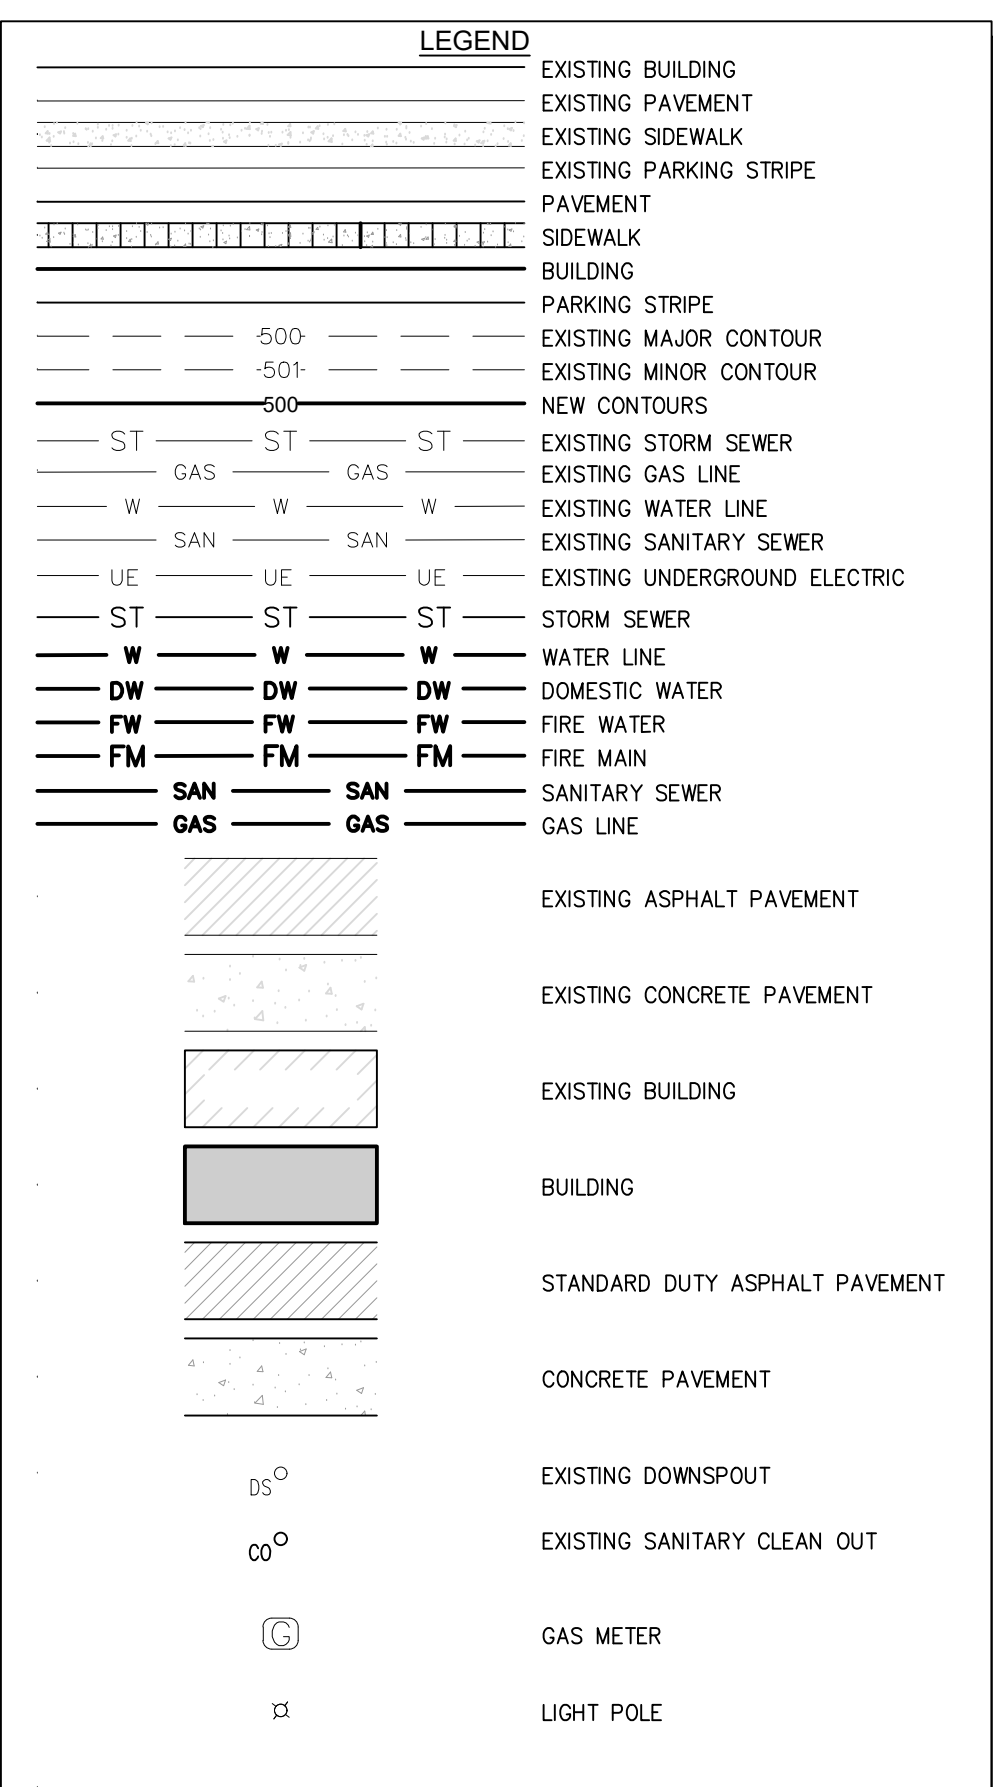 LEGEND
EXISTING BUILDING
EXISTING PAVEMENT
EXISTING SIDEWALK
EXISTING PARKING STRIPE
PAVEMENT
SIDEWALK
BUILDING
PARKING STRIPE
-500- EXISTING MAJOR CONTOUR
-501- EXISTING MINOR CONTOUR
500 NEW CONTOURS
ST ST ST EXISTING STORM SEWER
GAS GAS EXISTING GAS LINE
W W W EXISTING WATER LINE
SAN SAN EXISTING SANITARY SEWER
UE UE UE EXISTING UNDERGROUND ELECTRIC
ST ST ST STORM SEWER
W W W WATER LINE
DW DW DW DOMESTIC WATER
FW FW FW FIRE WATER
FM FM FM FIRE MAIN
SAN SAN SANITARY SEWER
GAS GAS GAS LINE
EXISTING ASPHALT PAVEMENT
EXISTING CONCRETE PAVEMENT
EXISTING BUILDING
BUILDING
STANDARD DUTY ASPHALT PAVEMENT
CONCRETE PAVEMENT
DS EXISTING DOWNSPOUT
CO EXISTING SANITARY CLEAN OUT
G GAS METER
LIGHT POLE